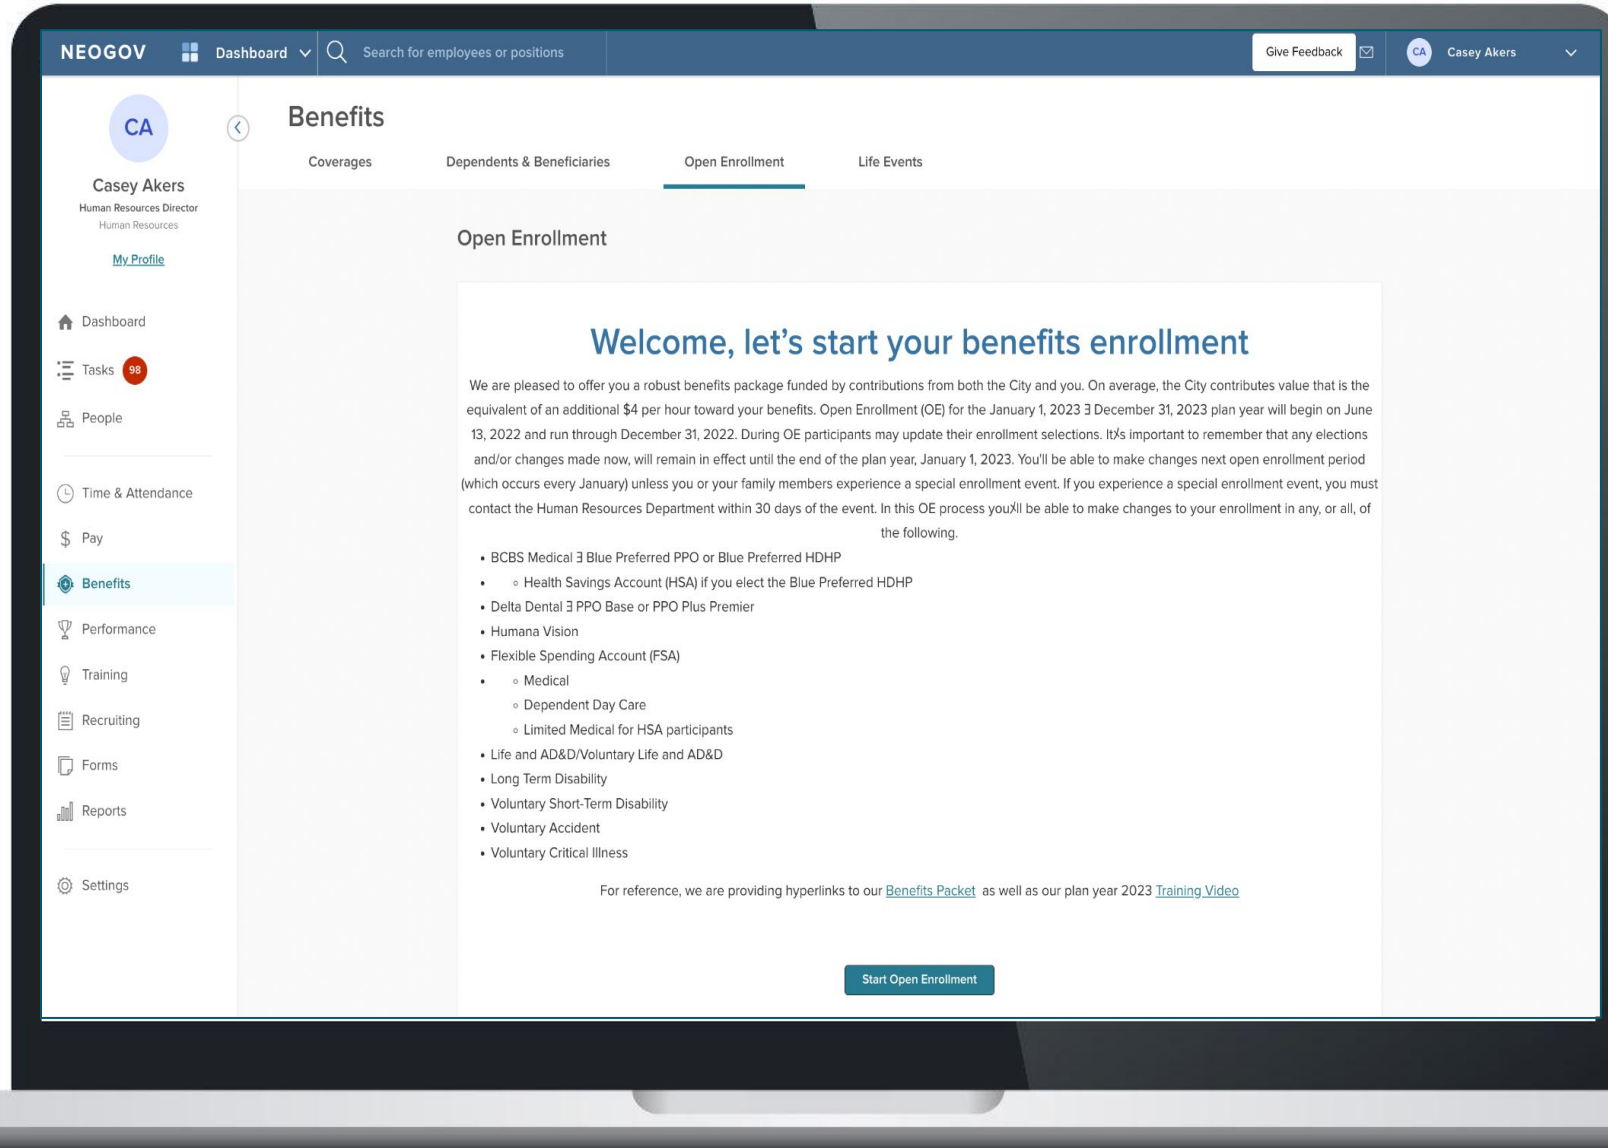 NEOGOV
Dashboard
Search for employees or positions
Give Feedback
CA
Casey Akers
CA
Casey Akers
Human Resources Director
Human Resources
My Profile
Dashboard
Tasks 98
People
Time & Attendance
$ Pay
Benefits
Performance
Training
Recruiting
Forms
Reports
Settings
Benefits
Coverages
Dependents & Beneficiaries
Open Enrollment
Life Events
Open Enrollment
Welcome, let's start your benefits enrollment
We are pleased to offer you a robust benefits package funded by contributions from both the City and you. On average, the City contributes value that is the
equivalent of an additional $4 per hour toward your benefits. Open Enrollment (OE) for the January 1, 2023 ∃ December 31, 2023 plan year will begin on June
13, 2022 and run through December 31, 2022. During OE participants may update their enrollment selections. It\’s important to remember that any elections
and/or changes made now, will remain in effect until the end of the plan year, January 1, 2023. You'll be able to make changes next open enrollment period
(which occurs every January) unless you or your family members experience a special enrollment event. If you experience a special enrollment event, you must
contact the Human Resources Department within 30 days of the event. In this OE process you\’ll be able to make changes to your enrollment in any, or all, of
the following.
• BCBS Medical ∃ Blue Preferred PPO or Blue Preferred HDHP
• ◦ Health Savings Account (HSA) if you elect the Blue Preferred HDHP
• Delta Dental ∃ PPO Base or PPO Plus Premier
• Humana Vision
• Flexible Spending Account (FSA)
• ◦ Medical
◦ Dependent Day Care
◦ Limited Medical for HSA participants
• Life and AD&D/Voluntary Life and AD&D
• Long Term Disability
• Voluntary Short-Term Disability
• Voluntary Accident
• Voluntary Critical Illness
For reference, we are providing hyperlinks to our Benefits Packet as well as our plan year 2023 Training Video
Start Open Enrollment